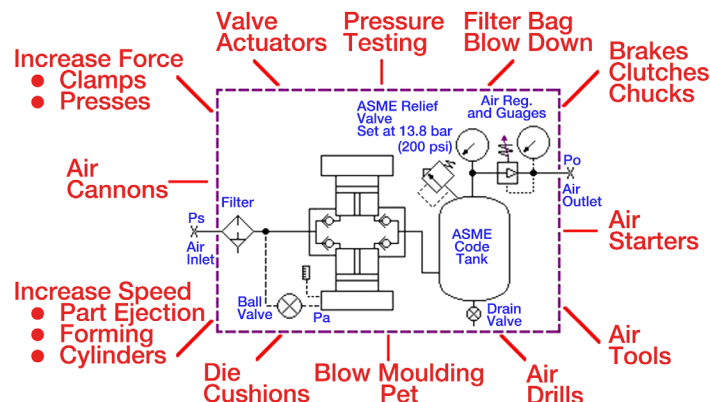 Valve
Actuators
Pressure
Testing
Filter Bag
Blow Down
Increase Force
● Clamps
● Presses
Brakes
Clutches
Chucks
ASME Relief
Valve
Set at 13.8 bar
(200 psi)
Air Reg.
and Guages
Air
Cannons
Filter
Ps
Air
Inlet
Po
Air
Outlet
ASME
Code
Tank
Air
Starters
Increase Speed
● Part Ejection
● Forming
● Cylinders
Ball
Valve
Pa
Drain
Valve
Air
Tools
Die
Cushions
Blow Moulding
Pet
Air
Drills